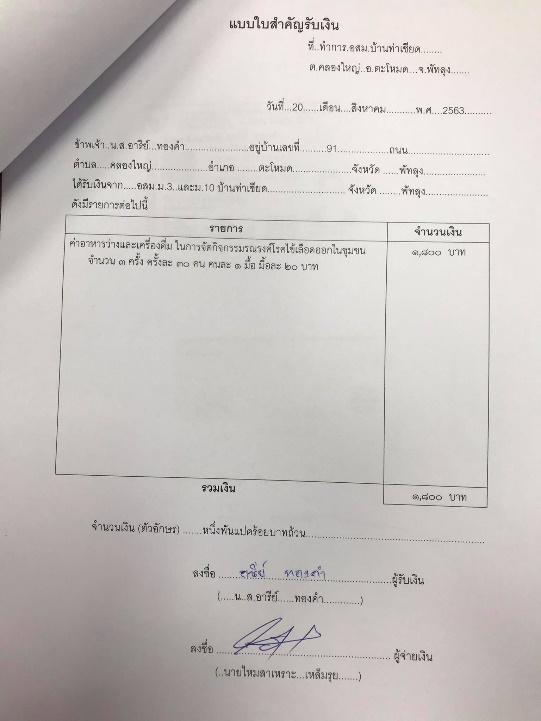 แบบใบสำคัญรับเงิน
ที่..ทำการ.อสม.บ้านท่าเชียด........
ต.คลองใหญ่..อ.ตะโหมด....จ.พัทลุง.......
วันที่...20......เดือน....สิงหาคม...........พ.ศ....2563..........
ข้าพเจ้า..น.ส.อารีย์...ทองคำ......................อยู่บ้านเลขที่.........91.................ถนน............................
ตำบล.....คลองใหญ่....................อำเภอ ........ตะโหมด.....................จังหวัด ......พัทลุง......................
ได้รับเงินจาก.....อสม.ม.3..และม.10 บ้านท่าเชียด........................... จังหวัด .......พัทลุง......................
ดังมีรายการต่อไปนี้
รายการ จำนวนเงิน
ค่าอาหารว่างและเครื่องดื่ม ในการจัดกิจกรรมรณรงค์โรคไข้เลือดออกในชุมชน ๑,๘๐๐ บาท
จำนวน ๓ ครั้ง ครั้งละ ๓๐ คน คนละ ๑ มื้อ มื้อละ ๒๐ บาท
รวมเงิน ๑,๘๐๐ บาท
จำนวนเงิน (ตัวอักษร) ......หนึ่งพันแปดร้อยบาทถ้วน.....................................................
ลงชื่อ อารีย์ ทองคำ ผู้รับเงิน
(.....น..ส.อารีย์.....ทองคำ............)
ลงชื่อ ผู้จ่ายเงิน
(..นายไหมสาเหราะ...เหล็มรุย.......)